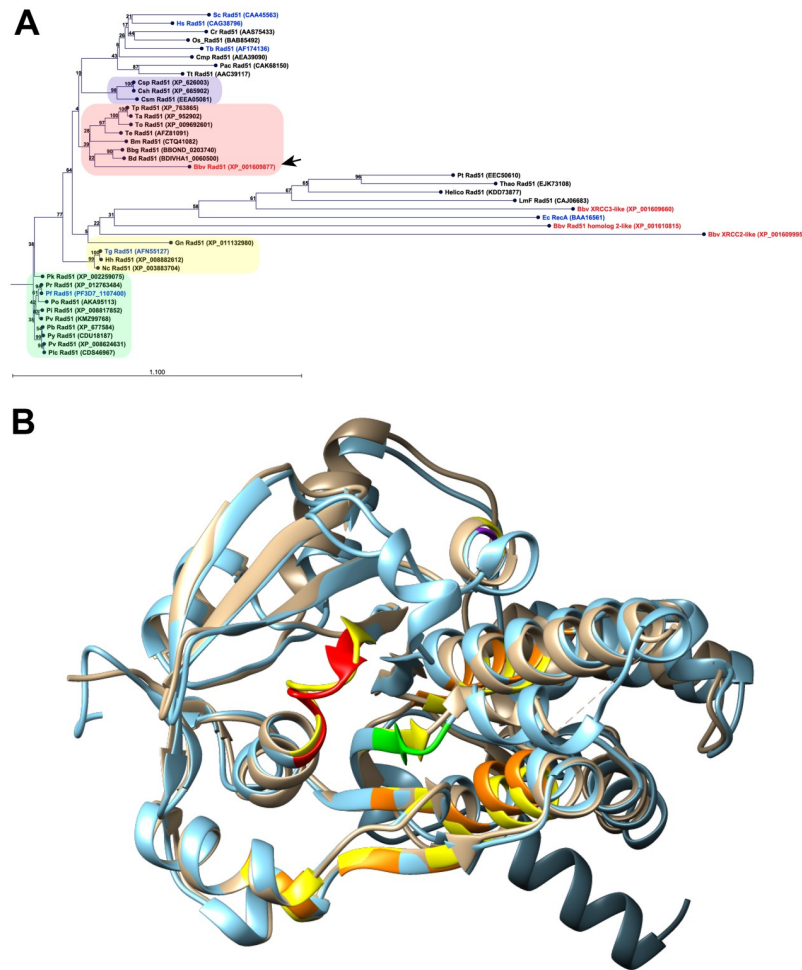 A
Sc Rad51 (CAA45563)
Hs Rad51 (CAG38796)
Cr Rad51 (AAS75433)
Os_Rad51 (BAB85492)
Tb Rad51 (AF174136)
Cmp Rad51 (AEA39090)
Pac Rad51 (CAK68150)
Tt Rad51 (AAC39117)
Csp Rad51 (XP_626003)
Csh Rad51 (XP_665902)
Csm Rad51 (EEA05081)
Tp Rad51 (XP_763865)
Ta Rad51 (XP_952902)
To Rad51 (XP_009692601)
Te Rad51 (AFZ81091)
Bm Rad51 (CTQ41082)
Bbg Rad51 (BBOND_0203740)
Bd Rad51 (BDIVHA1_0060500)
Bbv Rad51 (XP_001609877)
Pt Rad51 (EEC50610)
Thao Rad51 (EJK73108)
Helico Rad51 (KDD73877)
LmF Rad51 (CAJ06683)
Bbv XRCC3-like (XP_001609660)
Ec RecA (BAA16561)
Bbv Rad51 homolog 2-like (XP_001610815)
Bbv XRCC2-like (XP_001609995
Gn Rad51 (XP_011132980)
Tg Rad51 (AFN55127)
Hh Rad51 (XP_008882612)
Nc Rad51 (XP_003883704)
Pk Rad51 (XP_002259075)
Pr Rad51 (XP_012763484)
Pf Rad51 (PF3D7_1107400)
Po Rad51 (AKA95113)
Pi Rad51 (XP_008817852)
Pv Rad51 (KMZ99768)
Pb Rad51 (XP_677584)
Py Rad51 (CDU18187)
Pv Rad51 (XP_008624631)
Plc Rad51 (CDS46967)
1.100
B